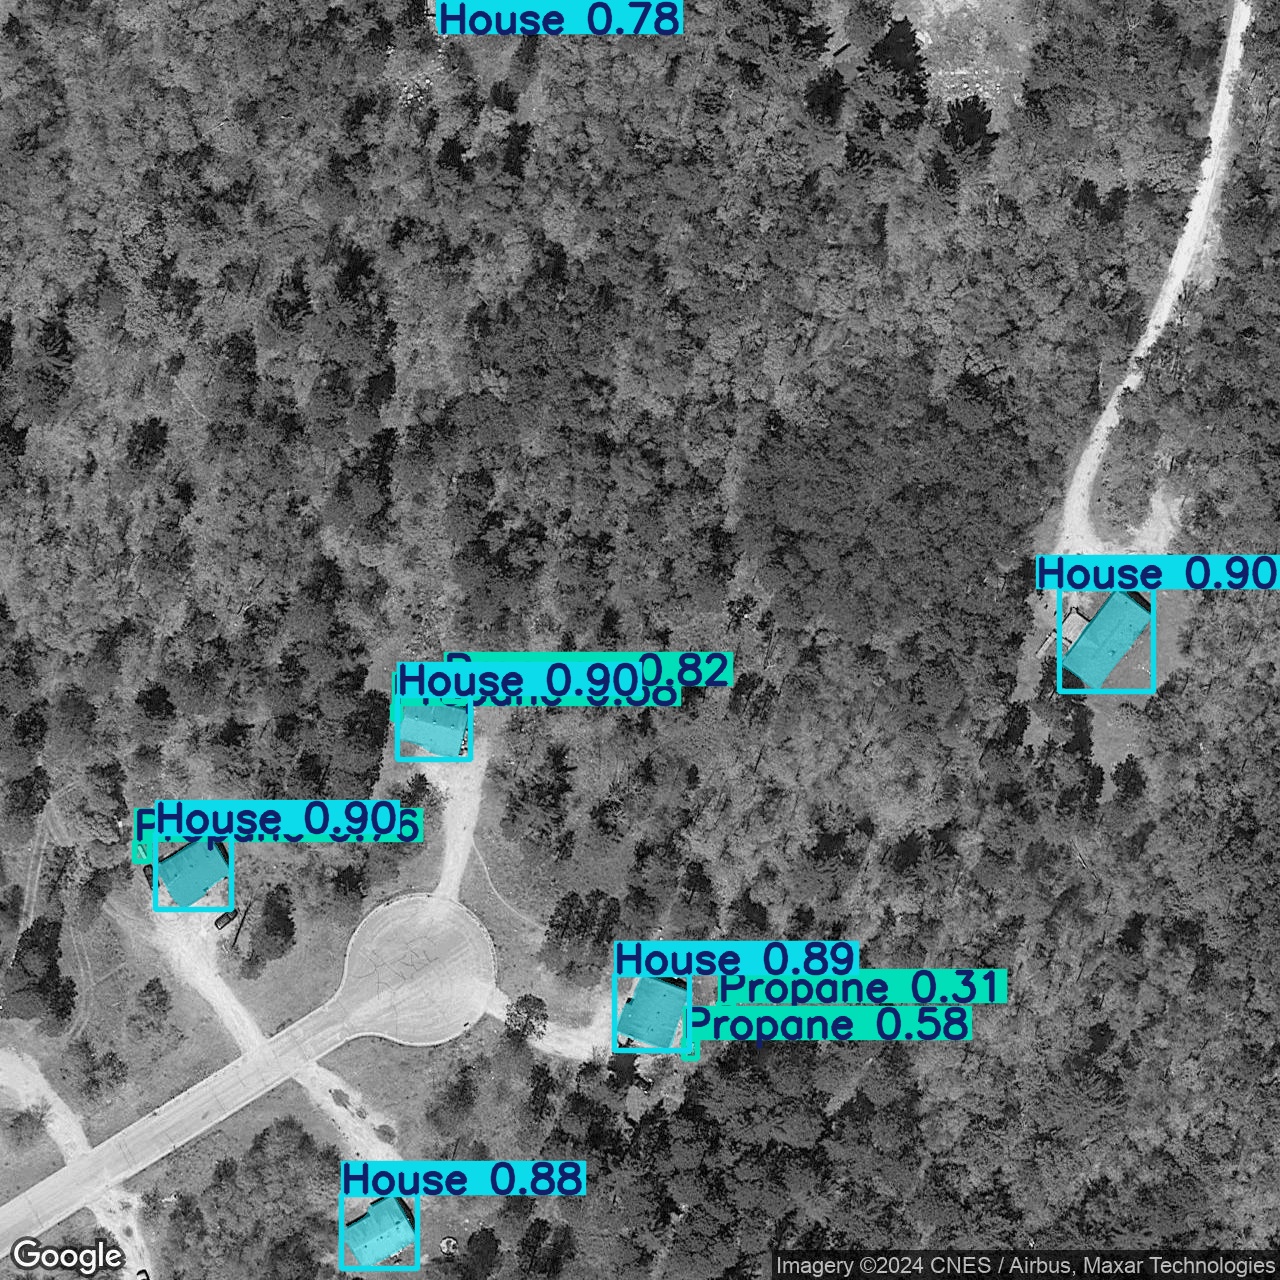 House 0.78
House 0.90
0.82
House 0.90
House 0.90
House 0.89
Propane 0.31
Propane 0.58
House 0.88
Google
Imagery ©2024 CNES / Airbus, Maxar Technologies